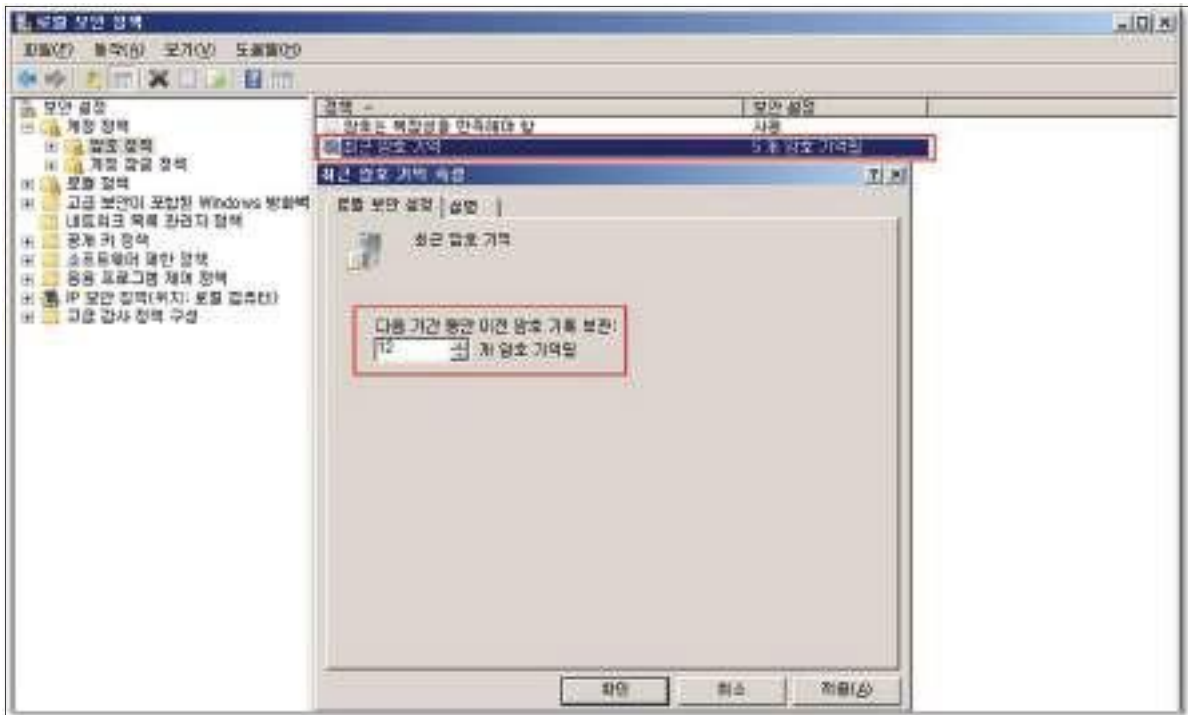 로컬 보안 정책
파일(F) 동작(A) 보기(V) 도움말(H)
보안 설정
계정 정책
암호 정책
계정 잠금 정책
로컬 정책
고급 보안이 포함된 Windows 방화벽
네트워크 목록 관리자 정책
공개 키 정책
소프트웨어 제한 정책
응용 프로그램 제어 정책
IP 보안 정책(위치: 로컬 컴퓨터)
고급 감사 정책 구성
정책 보안 설정
암호는 복잡성을 만족해야 함 사용
최근 암호 기억 5 개 암호 기억됨
최근 암호 기억 속성
로컬 보안 설정 설명
최근 암호 기억
다음 기간 동안 이전 암호 기록 보관:
12 개 암호 기억됨
확인 취소 적용(A)